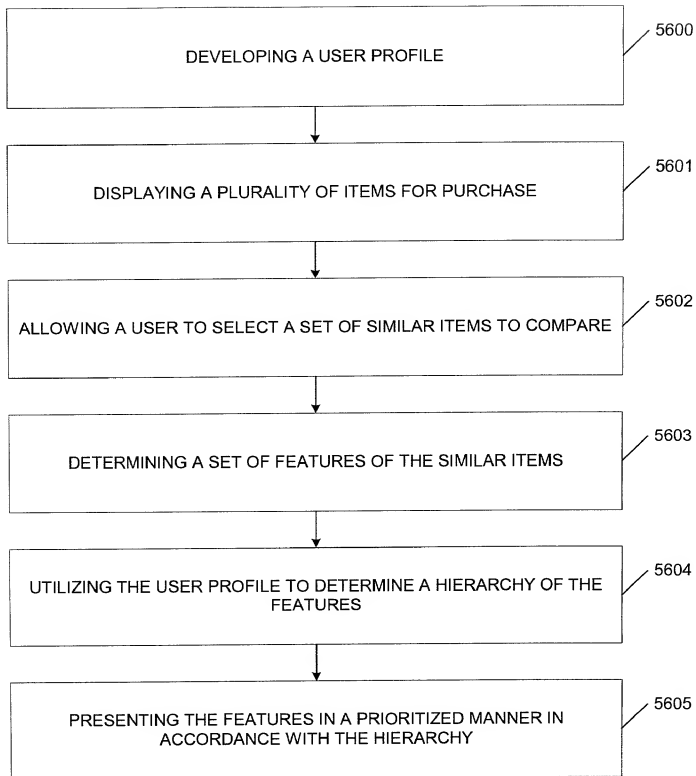 DEVELOPING A USER PROFILE
5600
DISPLAYING A PLURALITY OF ITEMS FOR PURCHASE
5601
ALLOWING A USER TO SELECT A SET OF SIMILAR ITEMS TO COMPARE
5602
DETERMINING A SET OF FEATURES OF THE SIMILAR ITEMS
5603
UTILIZING THE USER PROFILE TO DETERMINE A HIERARCHY OF THE
FEATURES
5604
PRESENTING THE FEATURES IN A PRIORITIZED MANNER IN
ACCORDANCE WITH THE HIERARCHY
5605